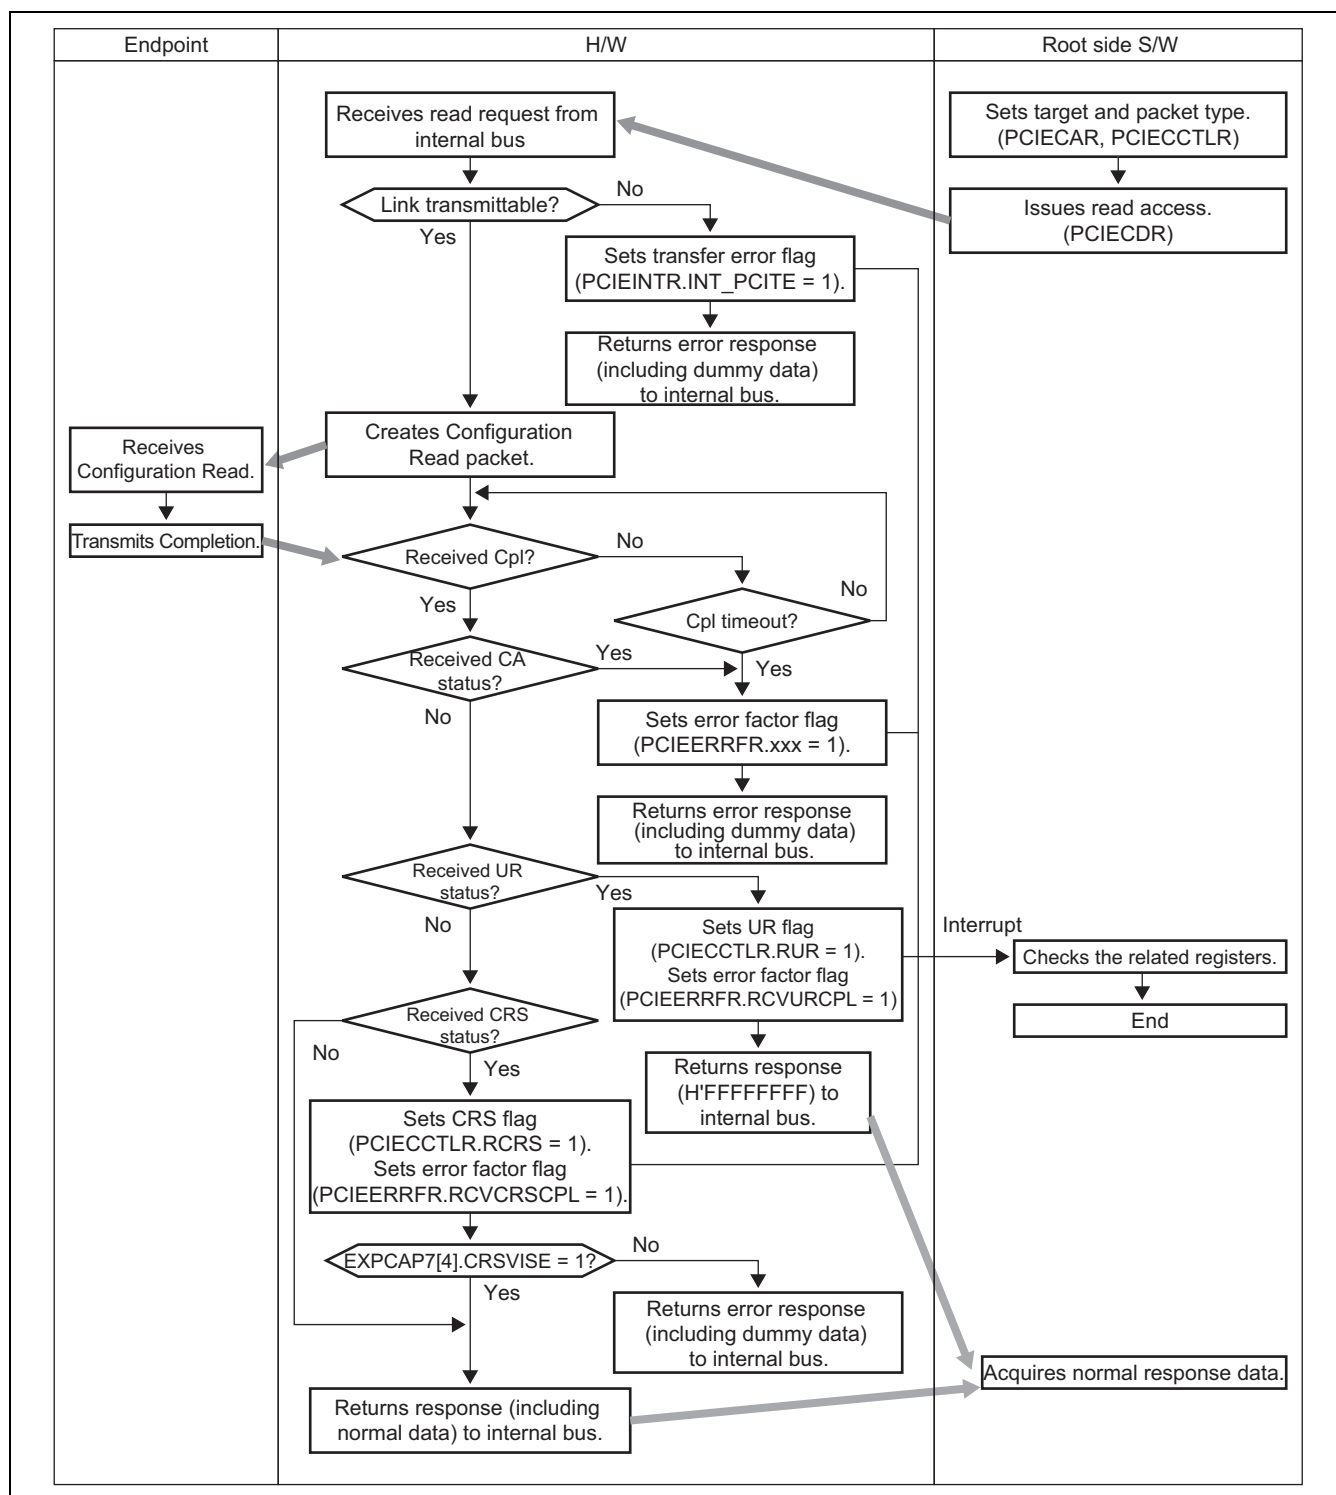 Endpoint
H/W
Root side S/W
Receives read request from
internal bus
Sets target and packet type.
(PCIECAR, PCIECCTLR)
Link transmittable?
No
Yes
Issues read access.
(PCIECDR)
Sets transfer error flag
(PCIEINTR.INT_PCITE = 1).
Returns error response
(including dummy data)
to internal bus.
Creates Configuration
Read packet.
Receives
Configuration Read.
Transmits Completion.
Received Cpl?
No
Yes
Cpl timeout?
No
Yes
Received CA
status?
Yes
No
Sets error factor flag
(PCIEERRFR.xxx = 1).
Returns error response
(including dummy data)
to internal bus.
Received UR
status?
Yes
No
Sets UR flag
(PCIECCTLR.RUR = 1).
Sets error factor flag
(PCIEERRFR.RCVURCPL = 1)
Interrupt
Checks the related registers.
End
Received CRS
status?
No
Yes
Returns response
(H'FFFFFFFF) to
internal bus.
Sets CRS flag
(PCIECCTLR.RCRS = 1).
Sets error factor flag
(PCIEERRFR.RCVCRSCPL = 1).
EXPCAP7[4].CRSVISE = 1?
No
Yes
Returns error response
(including dummy data)
to internal bus.
Acquires normal response data.
Returns response (including
normal data) to internal bus.